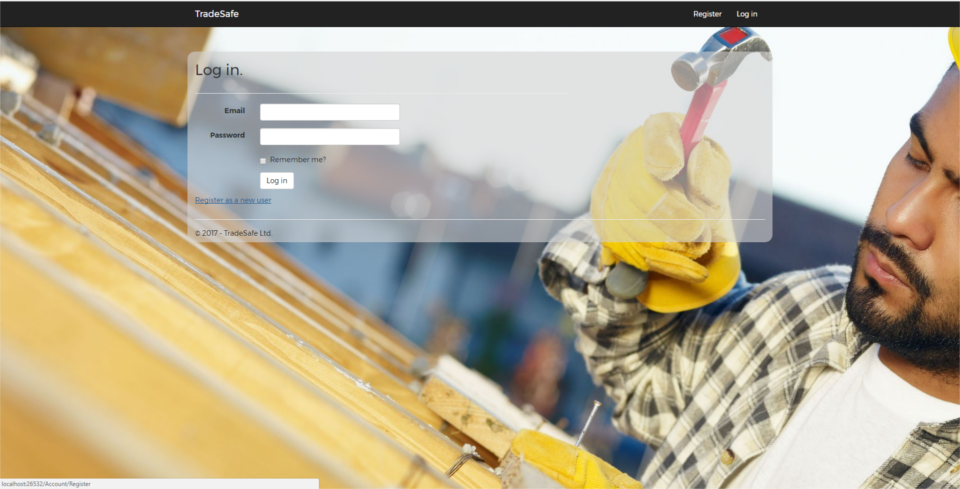 TradeSafe
Register Log in
Log in.
Email
Password
Remember me?
Log in
Register as a new user
© 2017 - TradeSafe Ltd.
localhost:26532/Account/Register